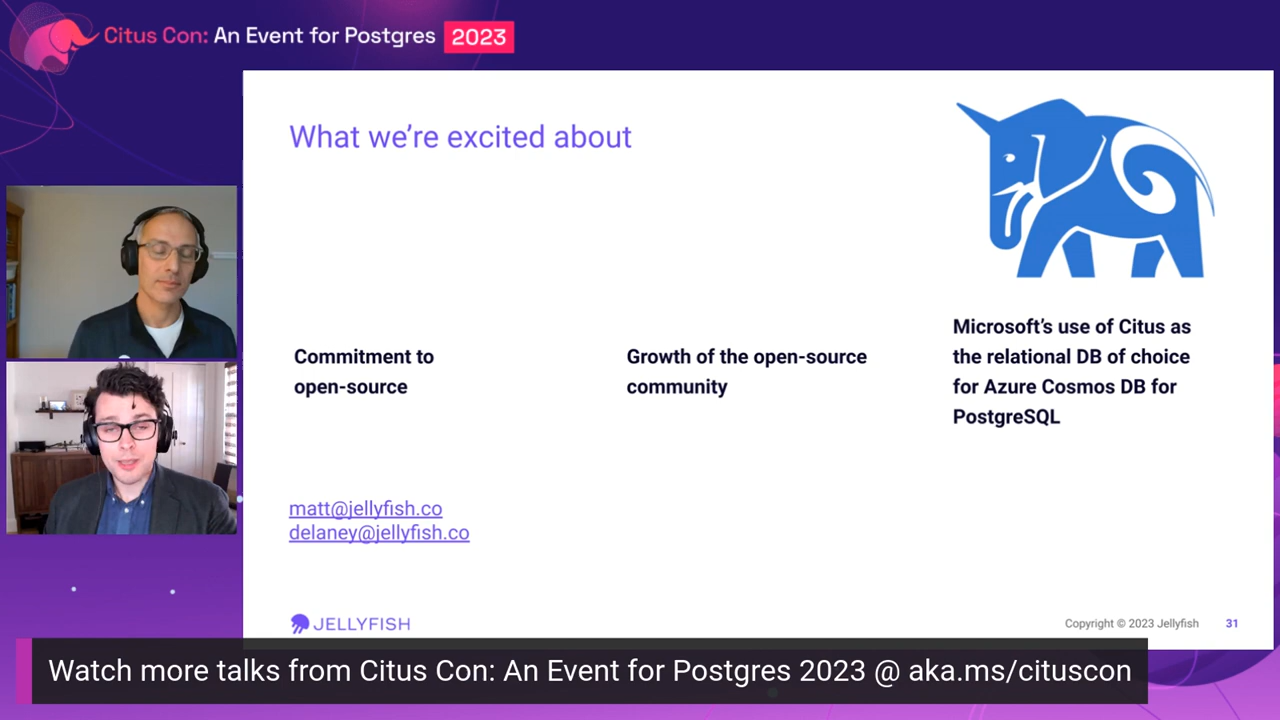 Citus Con: An Event for Postgres 2023
What we're excited about
Commitment to
open-source
Growth of the open-source
community
Microsoft's use of Citus as
the relational DB of choice
for Azure Cosmos DB for
PostgreSQL
matt@jellyfish.co
delaney@jellyfish.co
JELLYFISH
Copyright © 2023 Jellyfish 31
Watch more talks from Citus Con: An Event for Postgres 2023 @ aka.ms/cituscon